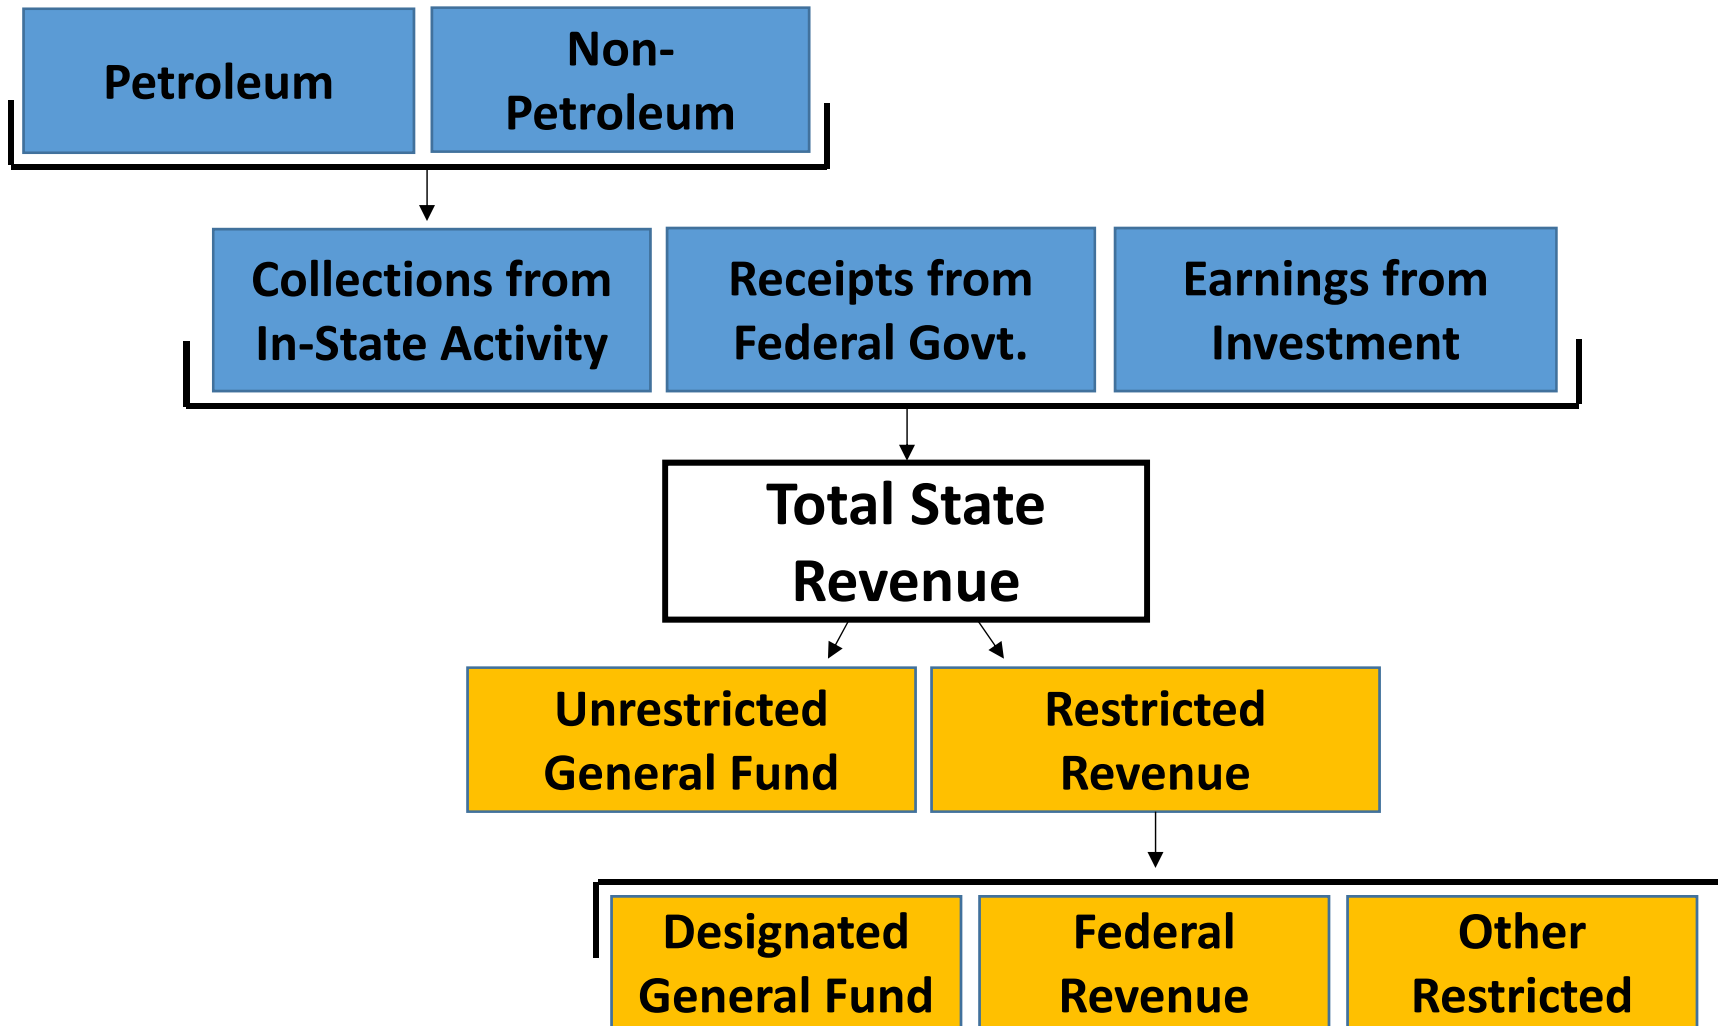 Petroleum
Non-
Petroleum
Collections from
In-State Activity
Receipts from
Federal Govt.
Earnings from
Investment
Total State
Revenue
Unrestricted
General Fund
Restricted
Revenue
Designated
General Fund
Federal
Revenue
Other
Restricted